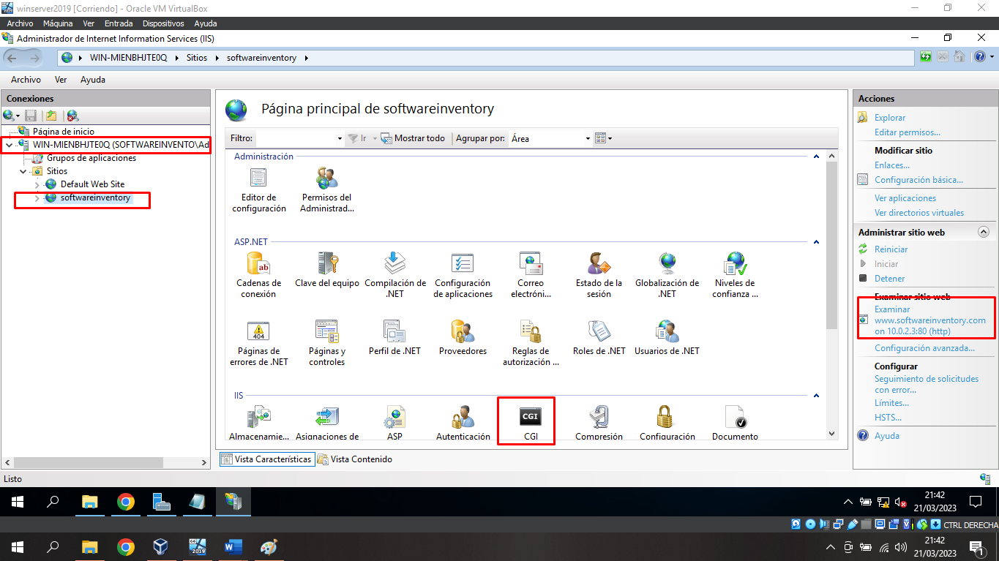 winserver2019 [Corriendo] - Oracle VM VirtualBox
Archivo Máquina Ver Entrada Dispositivos Ayuda
Administrador de Internet Information Services (IIS)
WIN-MIENBHJTE0Q Sitios softwareinventory
Archivo Ver Ayuda
Conexiones
Página de inicio
WIN-MIENBHJTE0Q (SOFTWAREINVENTO\Ad
Grupos de aplicaciones
Sitios
Default Web Site
softwareinventory
Página principal de softwareinventory
Filtro: Ir Mostrar todo Agrupar por: Área
Administración
Editor de configuración
Permisos del Administrad...
ASP.NET
Cadenas de conexión
Clave del equipo
Compilación de .NET
Configuración de aplicaciones
Correo electróni...
Estado de la sesión
Globalización de .NET
Niveles de confianza ...
404
Páginas de errores de .NET
Páginas y controles
Perfil de .NET
Proveedores
Reglas de autorización ...
Roles de .NET
Usuarios de .NET
IIS
Almacenamie...
Asignaciones de
ASP
Autenticación
CGI
CGI
Compresión
Configuración
Documento
Vista Características Vista Contenido
Acciones
Explorar
Editar permisos...
Modificar sitio
Enlaces...
Configuración básica...
Ver aplicaciones
Ver directorios virtuales
Administrar sitio web
Reiniciar
Iniciar
Detener
Examinar sitio web
Examinar
www.softwareinventory.com
on 10.0.2.3:80 (http)
Configuración avanzada...
Configurar
Seguimiento de solicitudes
con error...
Límites...
HSTS...
Ayuda
Listo
21:42
21/03/2023
CTRL DERECHA
2019
21:42
21/03/2023
1